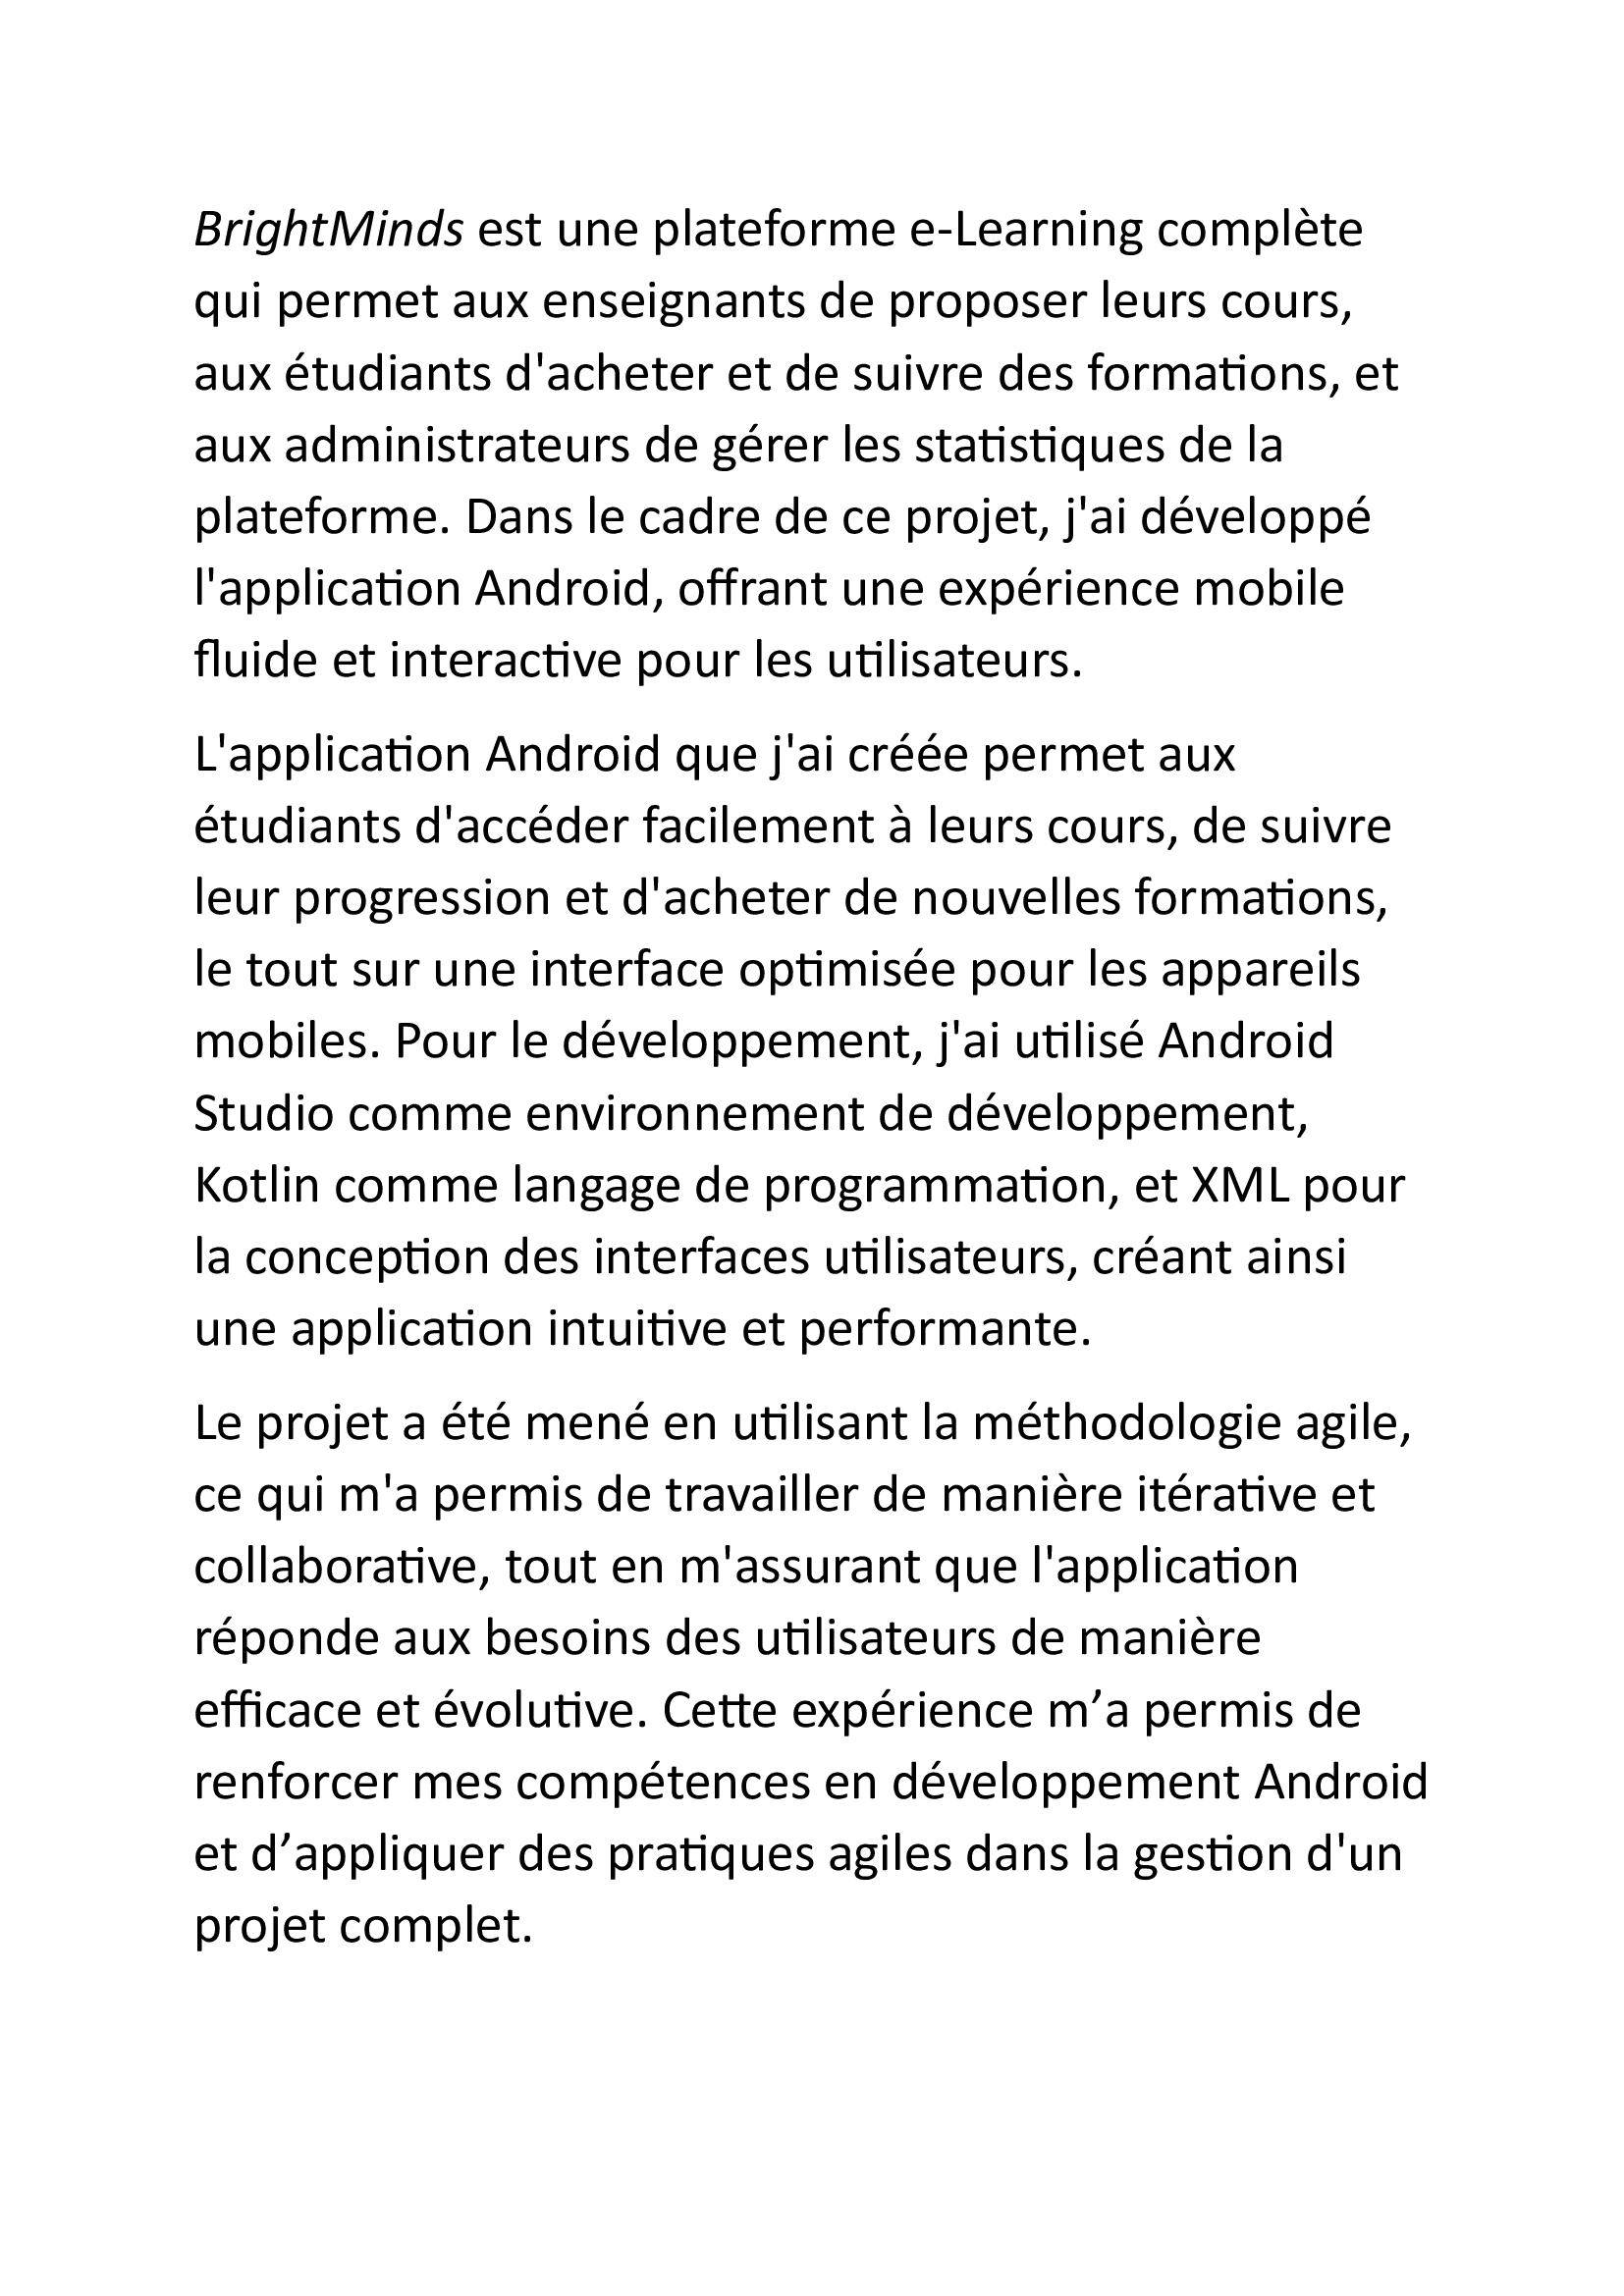 BrightMinds est une plateforme e-Learning complète
qui permet aux enseignants de proposer leurs cours,
aux étudiants d'acheter et de suivre des formations, et
aux administrateurs de gérer les statistiques de la
plateforme. Dans le cadre de ce projet, j'ai développé
l'application Android, offrant une expérience mobile
fluide et interactive pour les utilisateurs.
L'application Android que j'ai créée permet aux
étudiants d'accéder facilement à leurs cours, de suivre
leur progression et d'acheter de nouvelles formations,
le tout sur une interface optimisée pour les appareils
mobiles. Pour le développement, j'ai utilisé Android
Studio comme environnement de développement,
Kotlin comme langage de programmation, et XML pour
la conception des interfaces utilisateurs, créant ainsi
une application intuitive et performante.
Le projet a été mené en utilisant la méthodologie agile,
ce qui m'a permis de travailler de manière itérative et
collaborative, tout en m'assurant que l'application
réponde aux besoins des utilisateurs de manière
efficace et évolutive. Cette expérience m’a permis de
renforcer mes compétences en développement Android
et d’appliquer des pratiques agiles dans la gestion d'un
projet complet.